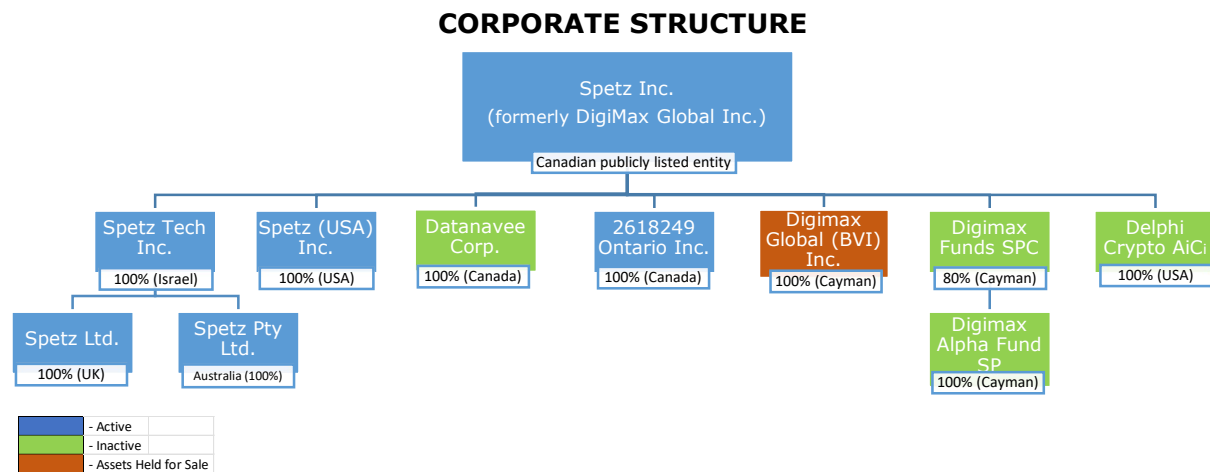 CORPORATE STRUCTURE
Spetz Inc.
(formerly DigiMax Global Inc.)
Canadian publicly listed entity
Spetz Tech
Inc.
100% (Israel)
Spetz (USA)
Inc.
100% (USA)
Datanavee
Corp.
100% (Canada)
2618249
Ontario Inc.
100% (Canada)
Digimax
Global (BVI)
Inc.
100% (Cayman)
Digimax
Funds SPC
80% (Cayman)
Delphi
Crypto AiCi
100% (USA)
Spetz Ltd.
100% (UK)
Spetz Pty
Ltd.
Australia (100%)
Digimax
Alpha Fund
SP
100% (Cayman)
- Active
- Inactive
- Assets Held for Sale